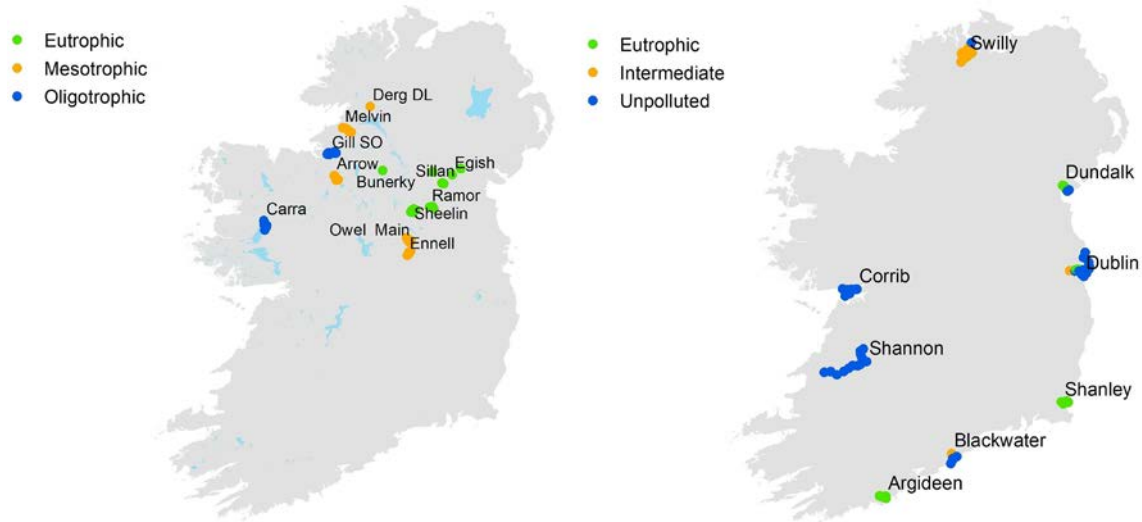 Eutrophic
Mesotrophic
Oligotrophic
Derg DL
Melvin
Gill SO
Arrow
Bunerky
Sillan
Egish
Ramor
Sheelin
Carra
Owel Main
Ennell
Eutrophic
Intermediate
Unpolluted
Swilly
Dundalk
Dublin
Corrib
Shannon
Shanley
Blackwater
Argideen